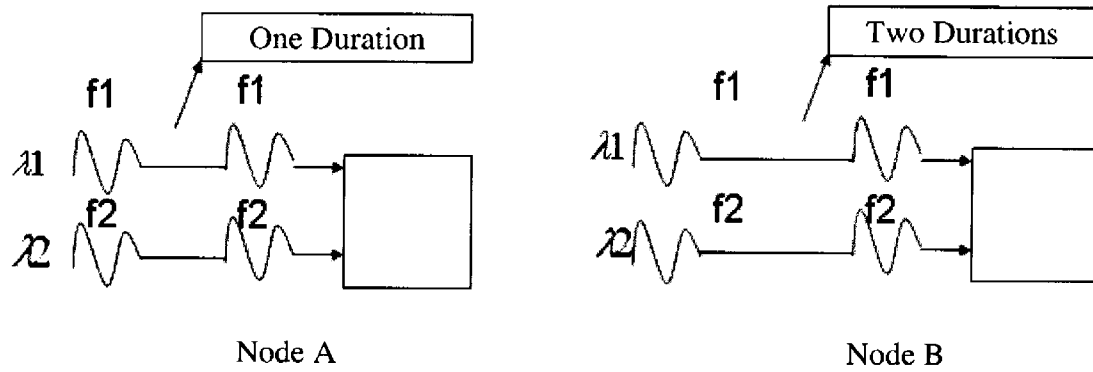 One Duration
Two Durations
f1 f1
f1 f1
λ1
λ1
f2 f2
f2 f2
λ2
λ2
Node A
Node B